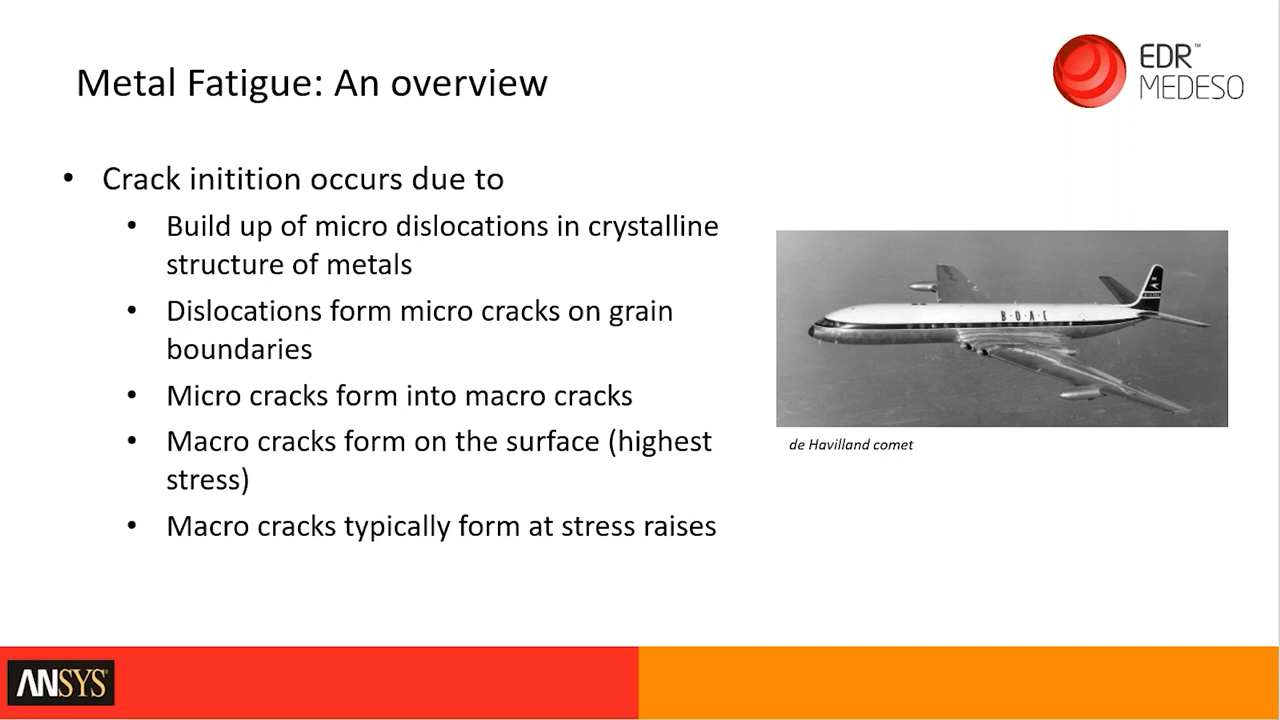 Metal Fatigue: An overview
EDR™
MEDESO
• Crack initition occurs due to
• Build up of micro dislocations in crystalline
structure of metals
• Dislocations form micro cracks on grain
boundaries
• Micro cracks form into macro cracks
• Macro cracks form on the surface (highest
stress)
• Macro cracks typically form at stress raises
B·O·A·C
de Havilland comet
ANSYS®